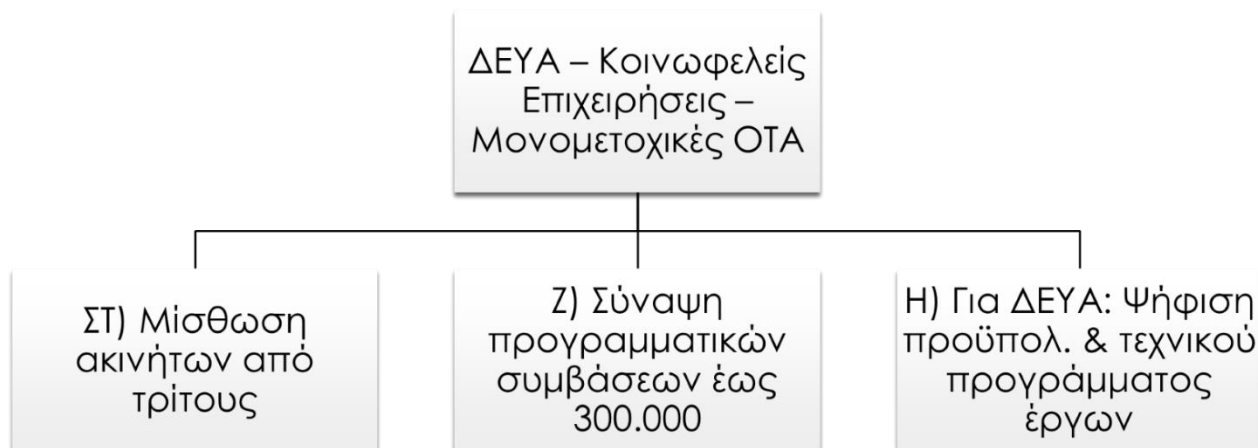 ΔΕΥΑ – Κοινωφελείς
Επιχειρήσεις –
Μονομετοχικές ΟΤΑ
ΣΤ) Μίσθωση
ακινήτων από
τρίτους
Ζ) Σύναψη
προγραμματικών
συμβάσεων έως
300.000
Η) Για ΔΕΥΑ: Ψήφιση
προϋπολ. & τεχνικού
προγράμματος
έργων